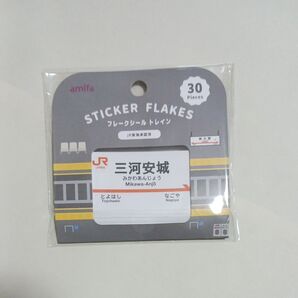 amifa
30
Pieces
STICKER FLAKES
フレークシール トレイン
JR東海承認済
JR
三河安城
みかわあんじょう
Mikawa-Anjō
とよはし
なごや
Toyohashi
Nagoya